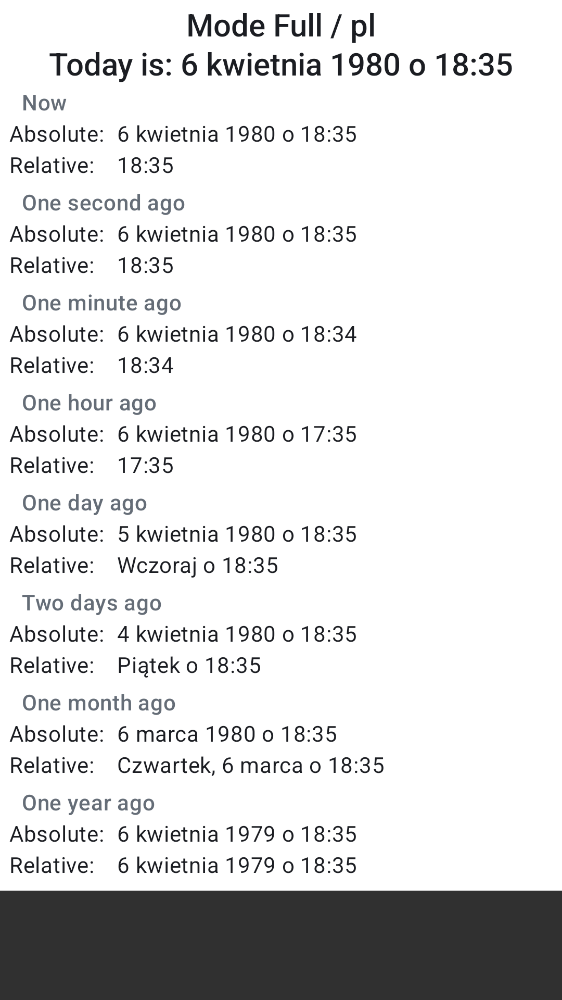 Mode Full / pl
Today is: 6 kwietnia 1980 o 18:35
Now
Absolute: 6 kwietnia 1980 o 18:35
Relative: 18:35
One second ago
Absolute: 6 kwietnia 1980 o 18:35
Relative: 18:35
One minute ago
Absolute: 6 kwietnia 1980 o 18:34
Relative: 18:34
One hour ago
Absolute: 6 kwietnia 1980 o 17:35
Relative: 17:35
One day ago
Absolute: 5 kwietnia 1980 o 18:35
Relative: Wczoraj o 18:35
Two days ago
Absolute: 4 kwietnia 1980 o 18:35
Relative: Piątek o 18:35
One month ago
Absolute: 6 marca 1980 o 18:35
Relative: Czwartek, 6 marca o 18:35
One year ago
Absolute: 6 kwietnia 1979 o 18:35
Relative: 6 kwietnia 1979 o 18:35